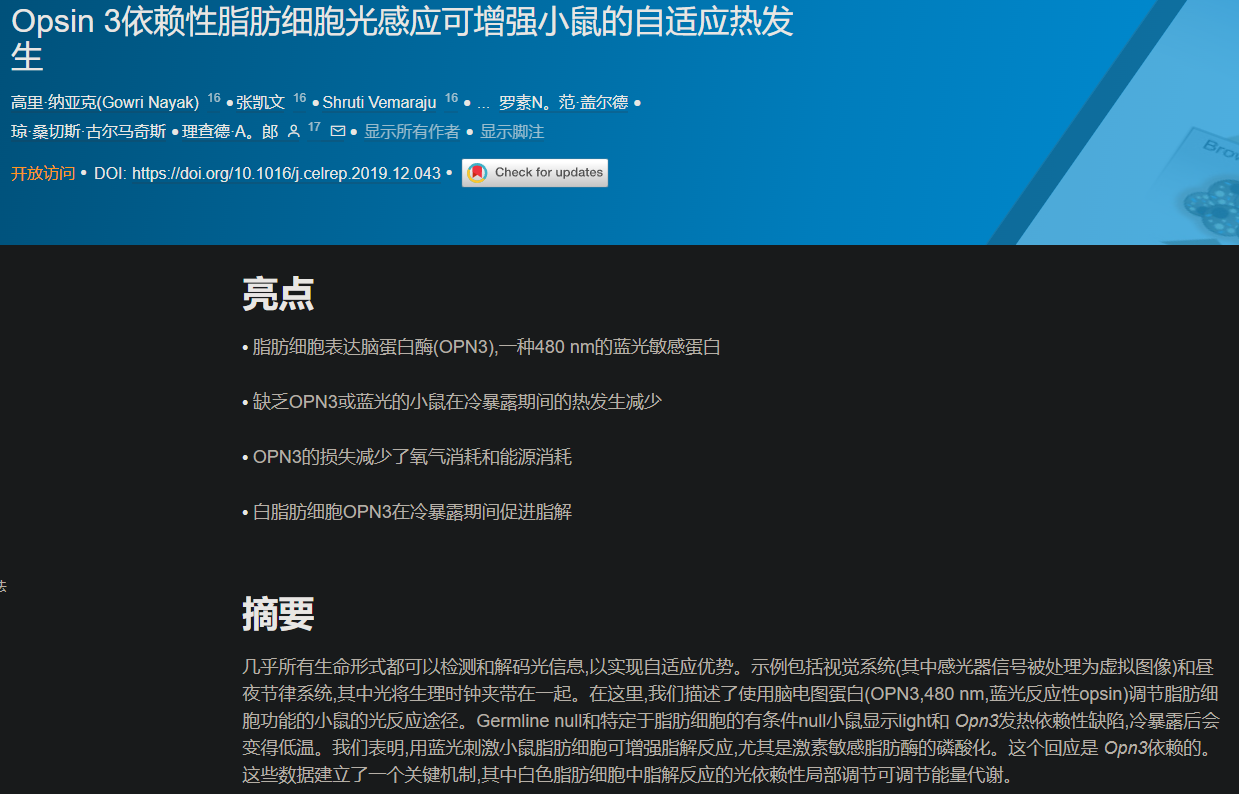 Opsin 3依赖性脂肪细胞光感应可增强小鼠的自适应热发
生
高里·纳亚克(Gowri Nayak) 16 • 张凯文 16 • Shruti Vemaraju 16 • ... 罗素N。范·盖尔德 •
琼·桑切斯·古尔马奇斯 • 理查德·A。郎 17 • 显示所有作者 • 显示脚注
开放访问 • DOI: https://doi.org/10.1016/j.celrep.2019.12.043 • Check for updates
Brow
亮点
• 脂肪细胞表达脑蛋白酶(OPN3),一种480 nm的蓝光敏感蛋白
• 缺乏OPN3或蓝光的小鼠在冷暴露期间的热发生减少
• OPN3的损失减少了氧气消耗和能源消耗
• 白脂肪细胞OPN3在冷暴露期间促进脂解
法
摘要
几乎所有生命形式都可以检测和解码光信息,以实现自适应优势。示例包括视觉系统(其中感光器信号被处理为虚拟图像)和昼
夜节律系统,其中光将生理时钟夹带在一起。在这里,我们描述了使用脑电图蛋白(OPN3,480 nm,蓝光反应性opsin)调节脂肪细
胞功能的小鼠的光反应途径。Germline null和特定于脂肪细胞的有条件null小鼠显示light和 Opn3发热依赖性缺陷,冷暴露后会
变得低温。我们表明,用蓝光刺激小鼠脂肪细胞可增强脂解反应,尤其是激素敏感脂肪酶的磷酸化。这个回应是 Opn3依赖的。
这些数据建立了一个关键机制,其中白色脂肪细胞中脂解反应的光依赖性局部调节可调节能量代谢。